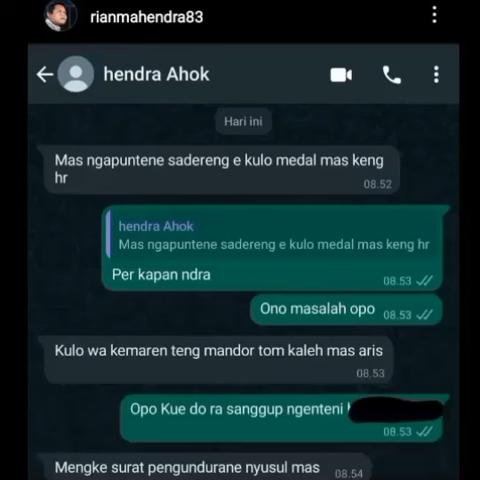 rianmahendra83
hendra Ahok
Hari ini
Mas ngapuntene sadereng e kulo medal mas keng
hr
08.52
hendra Ahok
Mas ngapuntene sadereng e kulo medal mas keng hr
Per kapan ndra
08.53
Ono masalah opo 08.53
Kulo wa kemaren teng mandor tom kaleh mas aris
08.53
Opo Kue do ra sanggup ngenteni
08.53
Mengke surat pengundurane nyusul mas 08.54